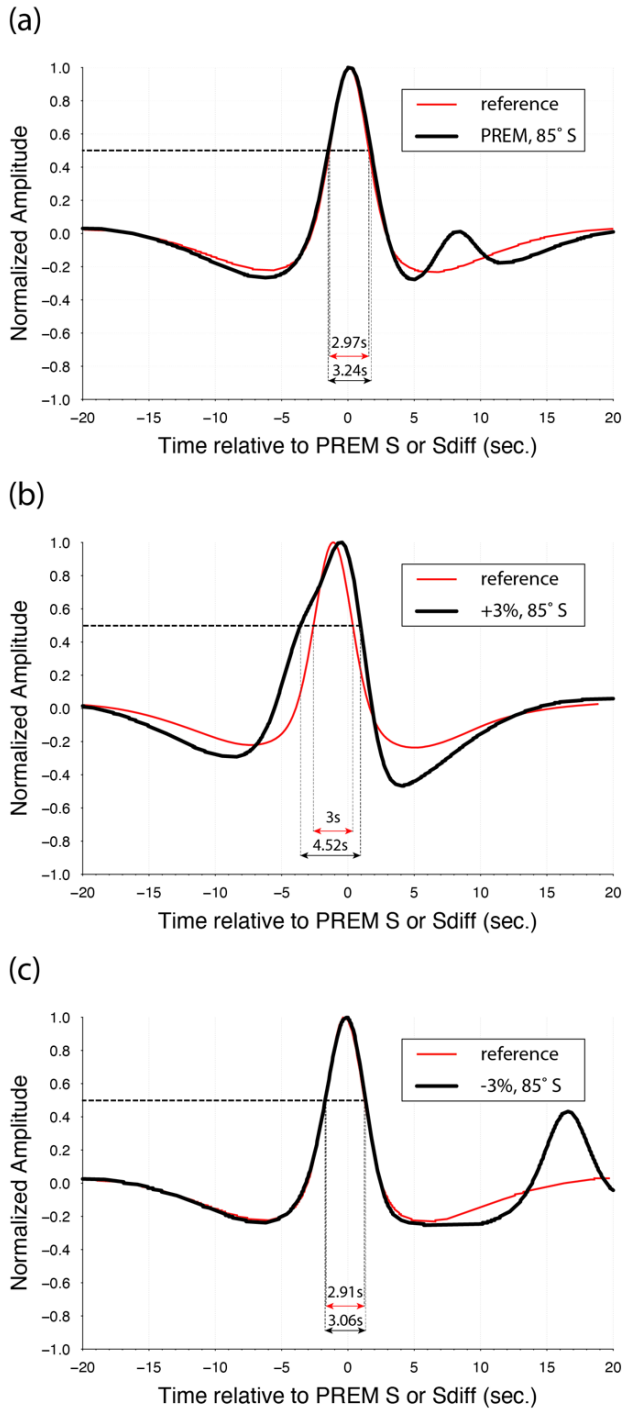 (a)
1.0
0.8
0.6
0.4
0.2
0.0
−0.2
−0.4
−0.6
−0.8
−1.0
Normalized Amplitude
reference
PREM, 85° S
2.97s
3.24s
−20 −15 −10 −5 0 5 10 15 20
Time relative to PREM S or Sdiff (sec.)
(b)
1.0
0.8
0.6
0.4
0.2
0.0
−0.2
−0.4
−0.6
−0.8
−1.0
Normalized Amplitude
reference
+3%, 85° S
3s
4.52s
−20 −15 −10 −5 0 5 10 15 20
Time relative to PREM S or Sdiff (sec.)
(c)
1.0
0.8
0.6
0.4
0.2
0.0
−0.2
−0.4
−0.6
−0.8
−1.0
Normalized Amplitude
reference
-3%, 85° S
2.91s
3.06s
−20 −15 −10 −5 0 5 10 15 20
Time relative to PREM S or Sdiff (sec.)